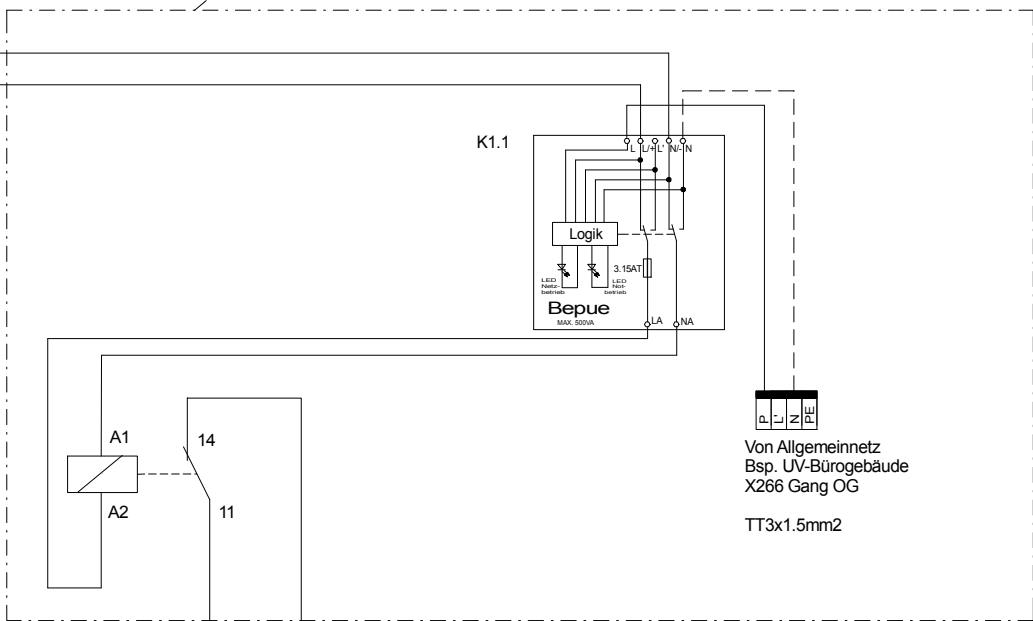 K1.1
L L/+ L' N/- N
Logik
3.15AT
LED
Netz-
betrieb
LED
Not-
betrieb
Bepue
MAX. 500VA
LA NA
A1
A2
14
11
P L' N PE
Von Allgemeinnetz
Bsp. UV-Bürogebäude
X266 Gang OG
TT3x1.5mm2